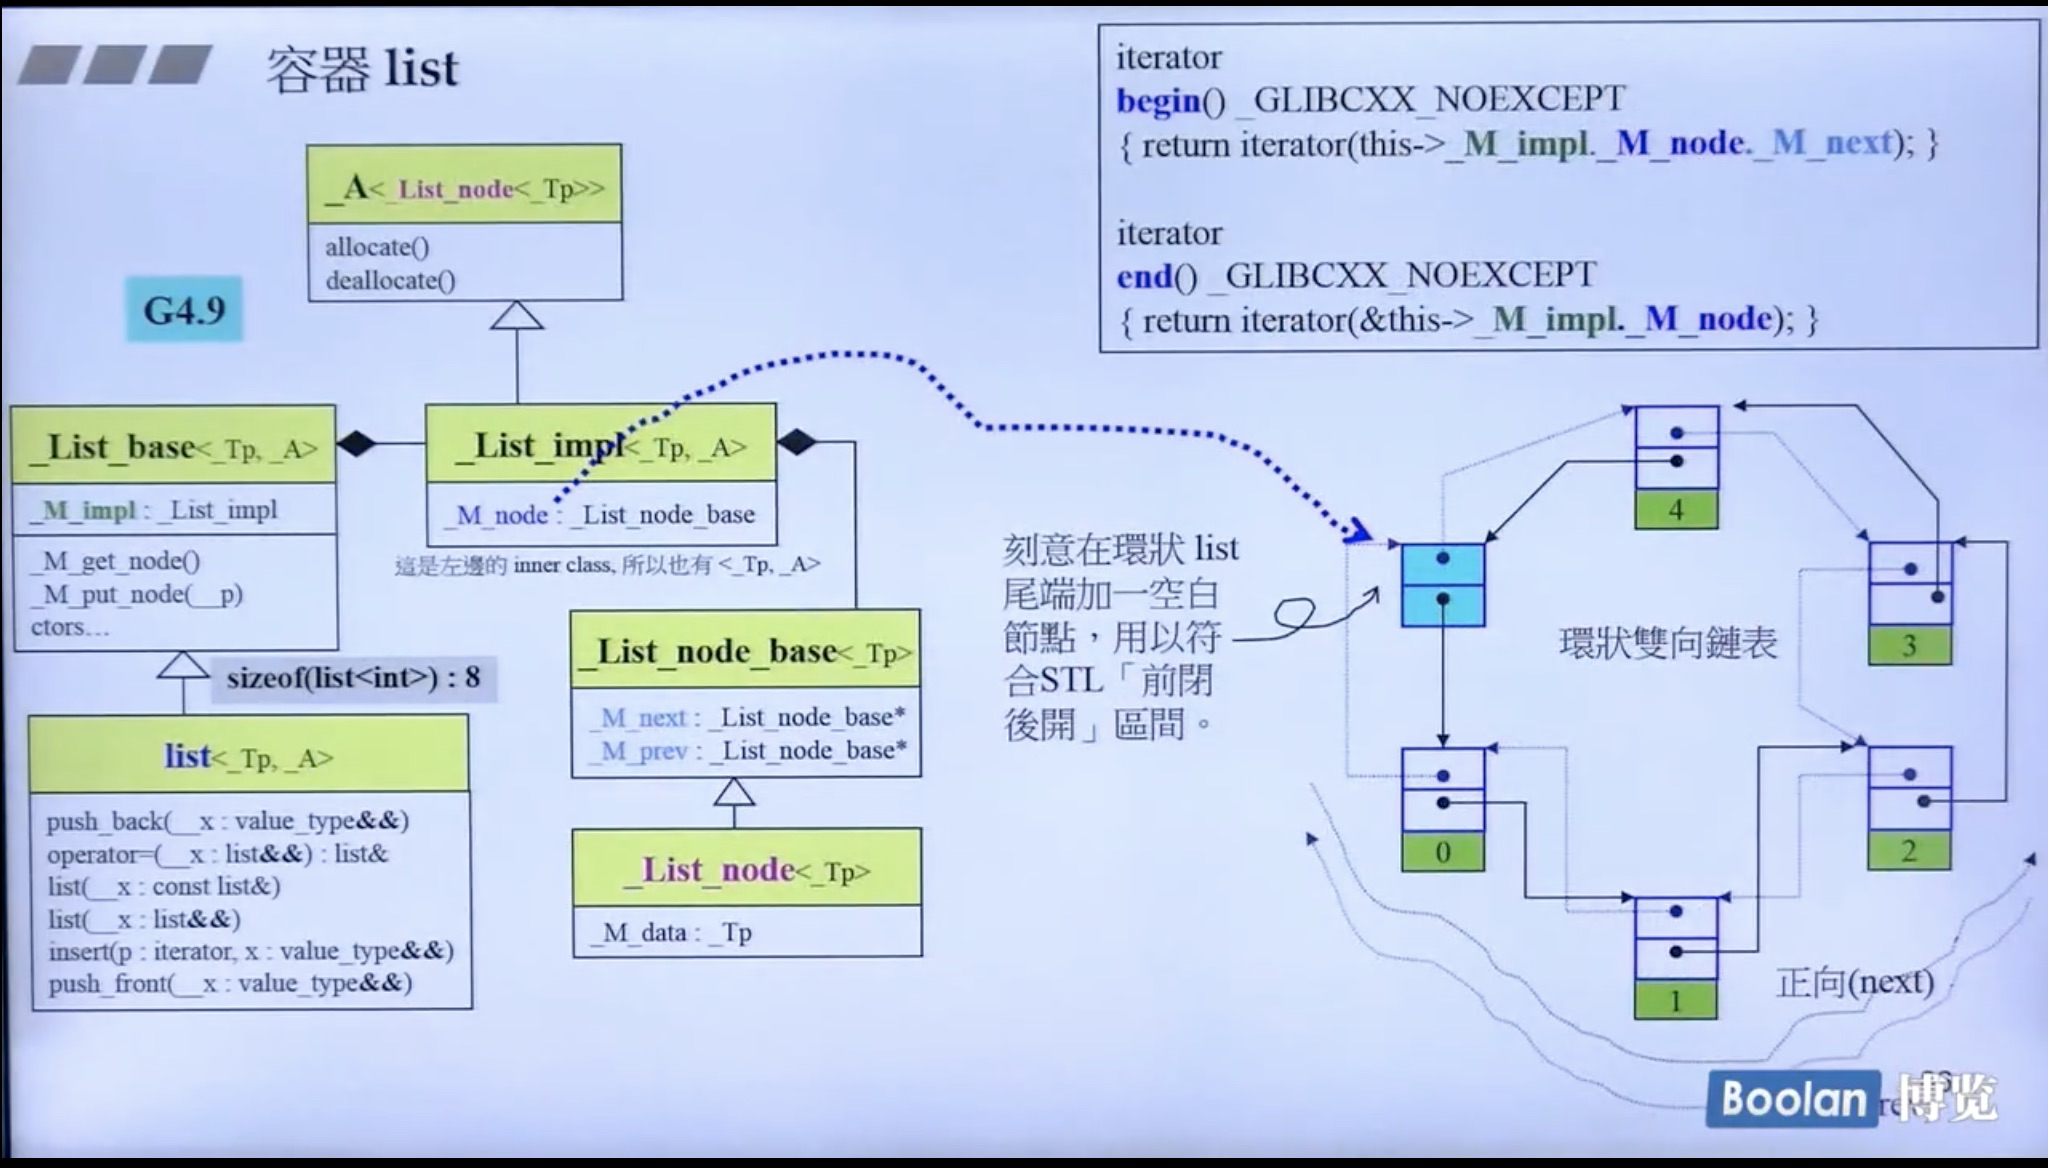 容器 list
iterator
begin() _GLIBCXX_NOEXCEPT
{ return iterator(this->_M_impl._M_node._M_next); }
iterator
end() _GLIBCXX_NOEXCEPT
{ return iterator(&this->_M_impl._M_node); }
_A<_List_node<_Tp>>
allocate()
deallocate()
G4.9
_List_base<_Tp, _A>
_M_impl : _List_impl
_M_get_node()
_M_put_node(__p)
ctors...
_List_impl<_Tp, _A>
_M_node : _List_node_base
這是左邊的 inner class, 所以也有 <_Tp, _A>
sizeof(list<int>) : 8
list<_Tp, _A>
push_back(__x : value_type&&)
operator=(__x : list&&) : list&
list(__x : const list&)
list(__x : list&&)
insert(p : iterator, x : value_type&&)
push_front(__x : value_type&&)
_List_node_base<_Tp>
_M_next : _List_node_base*
_M_prev : _List_node_base*
_List_node<_Tp>
_M_data : _Tp
刻意在環狀 list
尾端加一空白
節點，用以符
合STL「前閉
後開」區間。
環狀雙向鏈表
4
3
2
0
1
正向(next)
Boolan 博览